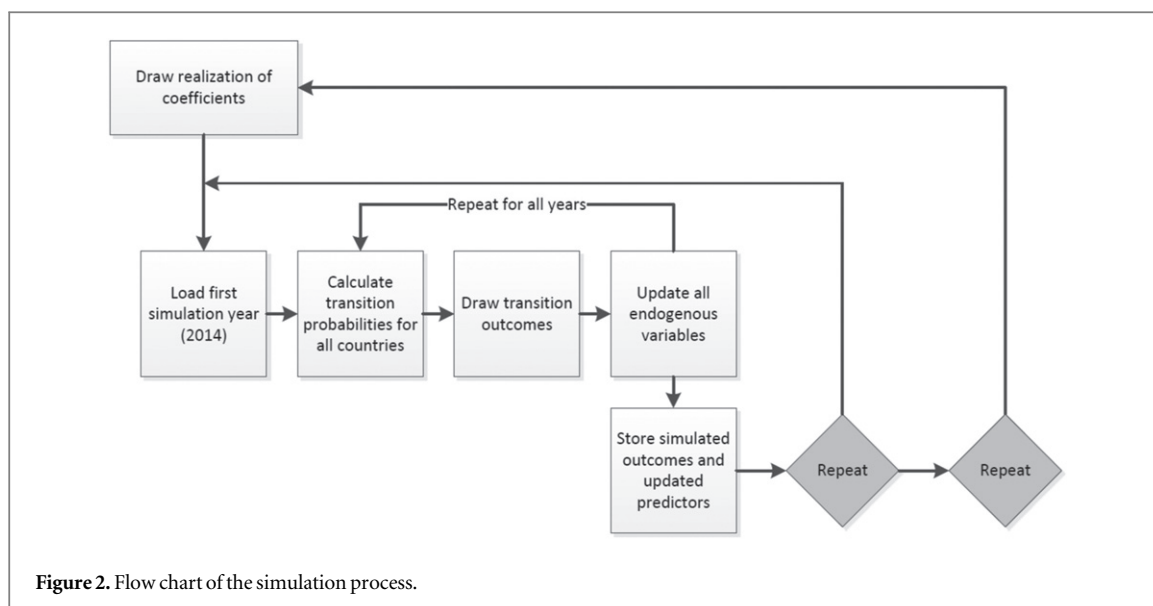 Draw realization of
coefficients
Repeat for all years
Load first
simulation year
(2014)
Calculate
transition
probabilities for
all countries
Draw transition
outcomes
Update all
endogenous
variables
Store simulated
outcomes and
updated
predictors
Repeat
Repeat
Figure 2. Flow chart of the simulation process.